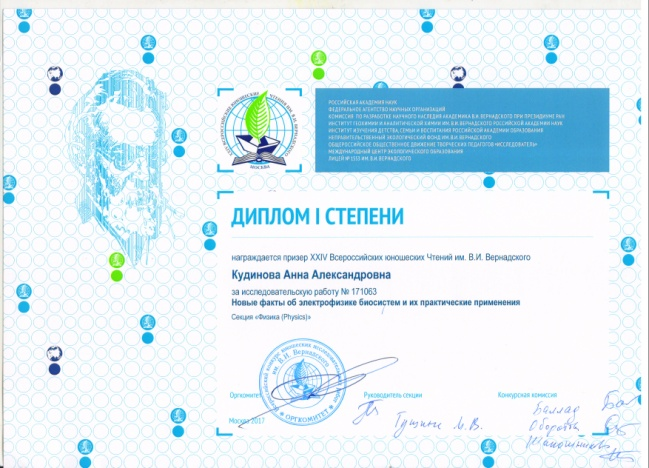 XXIV ВСЕРОССИЙСКИЕ ЮНОШЕСКИЕ ЧТЕНИЯ ИМ. В.И. ВЕРНАДСКОГО
МОСКВА
РОССИЙСКАЯ АКАДЕМИЯ НАУК
ФЕДЕРАЛЬНОЕ АГЕНТСТВО НАУЧНЫХ ОРГАНИЗАЦИЙ
КОМИССИЯ ПО РАЗРАБОТКЕ НАУЧНОГО НАСЛЕДИЯ АКАДЕМИКА В.И. ВЕРНАДСКОГО ПРИ ПРЕЗИДИУМЕ РАН
ИНСТИТУТ ГЕОХИМИИ И АНАЛИТИЧЕСКОЙ ХИМИИ ИМ. В.И. ВЕРНАДСКОГО РОССИЙСКОЙ АКАДЕМИИ НАУК
ИНСТИТУТ ИЗУЧЕНИЯ ДЕТСТВА, СЕМЬИ И ВОСПИТАНИЯ РОССИЙСКОЙ АКАДЕМИИ ОБРАЗОВАНИЯ
НЕПРАВИТЕЛЬСТВЕННЫЙ ЭКОЛОГИЧЕСКИЙ ФОНД ИМ. В.И. ВЕРНАДСКОГО
ОБЩЕРОССИЙСКОЕ ОБЩЕСТВЕННОЕ ДВИЖЕНИЕ ТВОРЧЕСКИХ ПЕДАГОГОВ «ИССЛЕДОВАТЕЛЬ»
МЕЖДУНАРОДНЫЙ ЦЕНТР ЭКОЛОГИЧЕСКОГО ОБРАЗОВАНИЯ
ЛИЦЕЙ № 1553 ИМ. В.И. ВЕРНАДСКОГО
ДИПЛОМ I СТЕПЕНИ
награждается призер XXIV Всероссийских юношеских Чтений им. В.И. Вернадского
Кудинова Анна Александровна
за исследовательскую работу № 171063
Новые факты об электрофизике биосистем и их практические применения
Секция «Физика (Physics)»
им. В.И. Вернадского
ОРГКОМИТЕТ
Оргкомитет
Руководитель секции
Конкурсная комиссия
Москва 2017